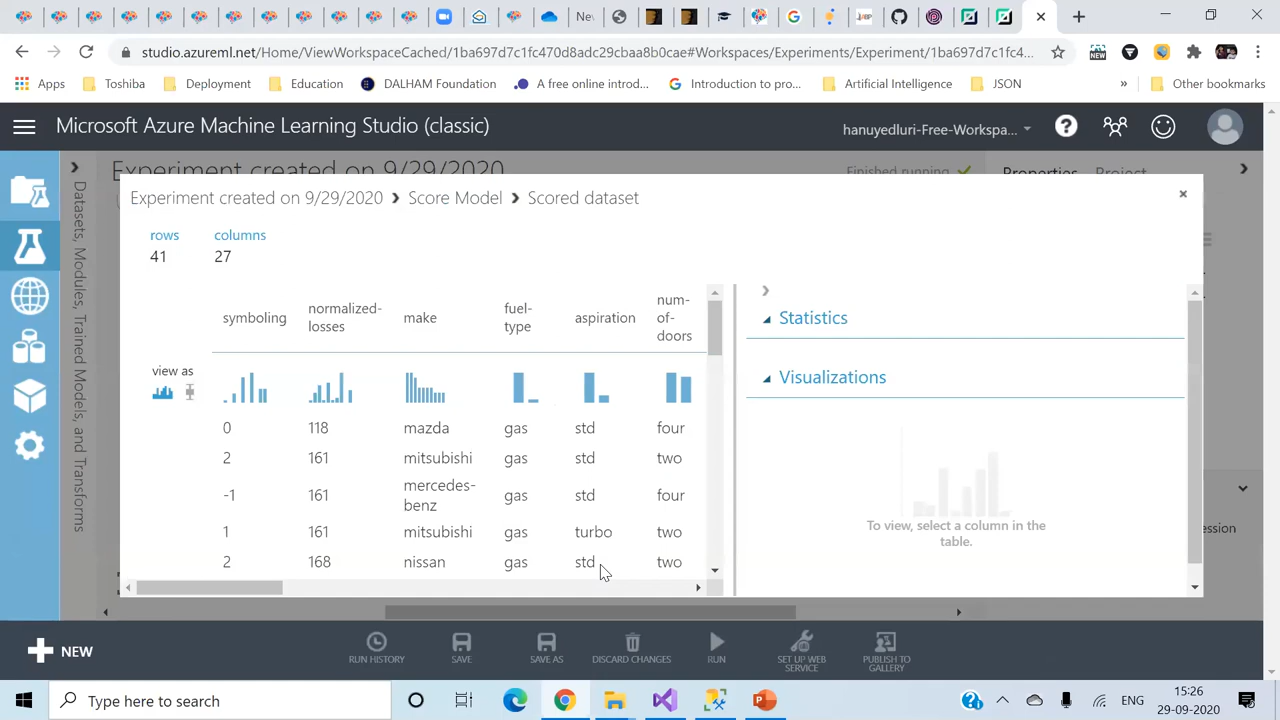 New
studio.azureml.net/Home/ViewWorkspaceCached/1ba697d7c1fc470d8adc29cbaa8b0cae#Workspaces/Experiments/Experiment/1ba697d7c1fc4...
Apps Toshiba Deployment Education DALHAM Foundation A free online introd... Introduction to pro... Artificial Intelligence JSON » Other bookmarks
Microsoft Azure Machine Learning Studio (classic) hanuyedluri-Free-Workspa...
Experiment created on 9/29/2020 Finished running Properties Project
Datasets, Modules, Trained Models, and Transforms
Experiment created on 9/29/2020 Score Model Scored dataset
rows columns
41 27
symboling normalized-losses make fuel-type aspiration num-of-doors
view as
0 118 mazda gas std four
2 161 mitsubishi gas std two
-1 161 mercedes-benz gas std four
1 161 mitsubishi gas turbo two
2 168 nissan gas std two
Statistics
Visualizations
To view, select a column in the
table.
NEW
RUN HISTORY SAVE SAVE AS DISCARD CHANGES RUN SET UP WEB SERVICE PUBLISH TO GALLERY
Type here to search
ENG
15:26
29-09-2020